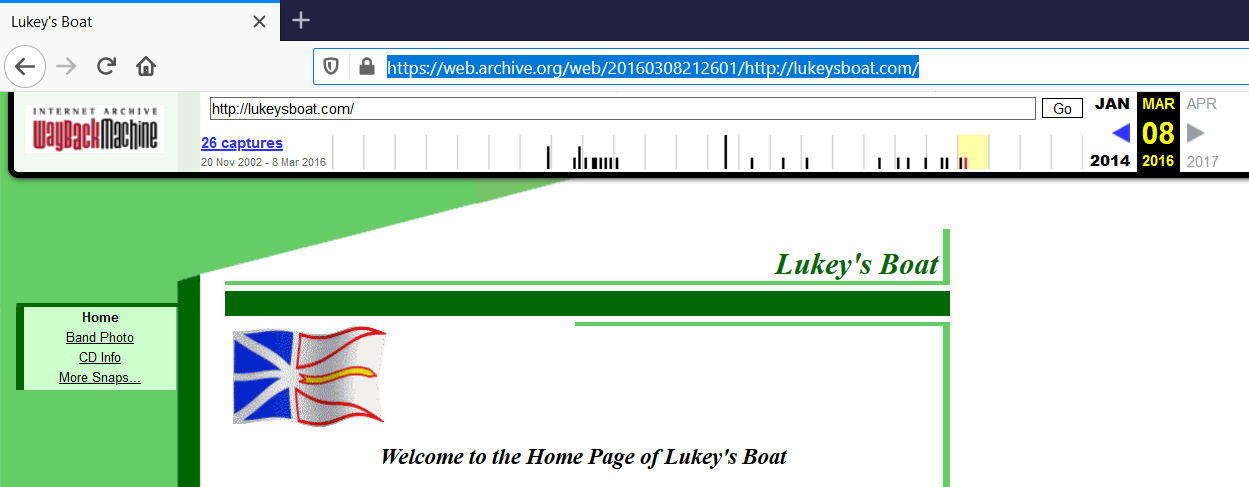 Lukey's Boat
https://web.archive.org/web/20160308212601/http://lukeysboat.com/
INTERNET ARCHIVE
WayBackMachine
http://lukeysboat.com/
Go
JAN
MAR
APR
26 captures
20 Nov 2002 - 8 Mar 2016
08
2014
2016
2017
Lukey's Boat
Home
Band Photo
CD Info
More Snaps...
Welcome to the Home Page of Lukey's Boat